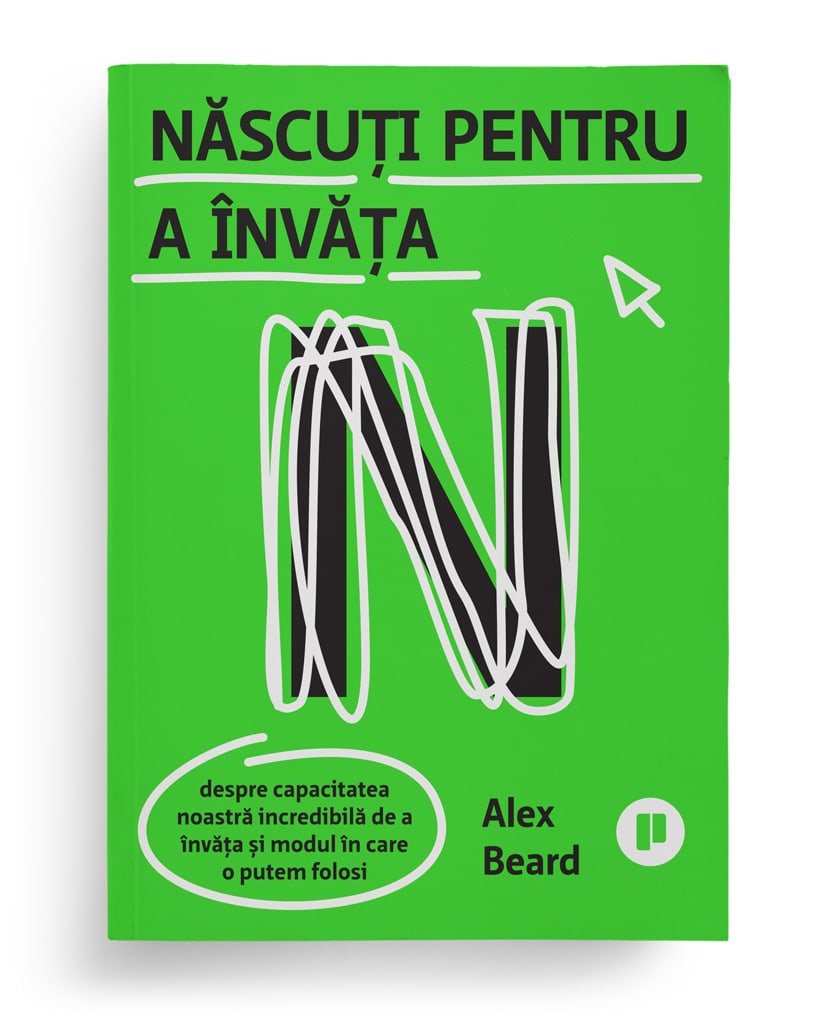 NĂSCUȚI PENTRU
A ÎNVĂȚA
N
despre capacitatea
noastră incredibilă de a
învăța și modul în care
o putem folosi
Alex
Beard